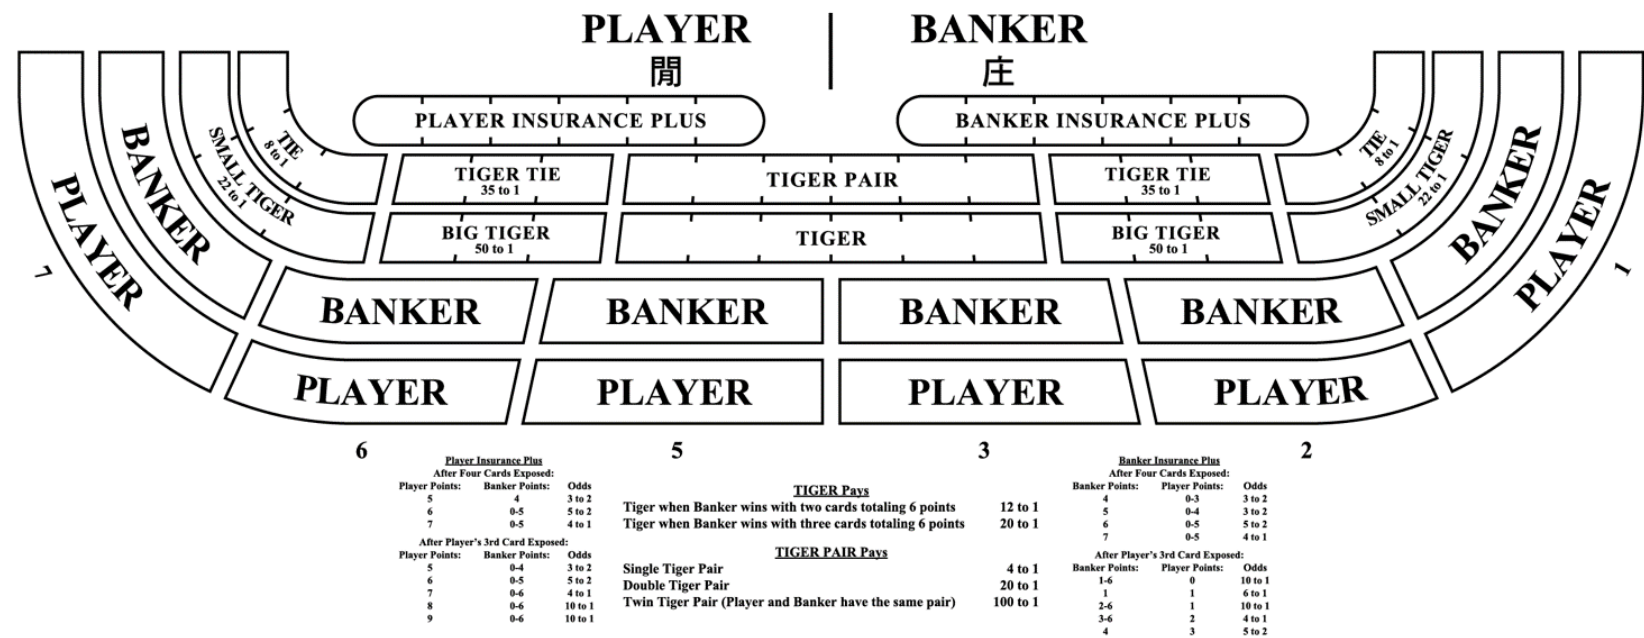 PLAYER
閒
BANKER
庄
PLAYER INSURANCE PLUS
BANKER INSURANCE PLUS
PLAYER
BANKER
SMALL TIGER
22 to 1
TIE
8 to 1
TIGER TIE
35 to 1
TIGER PAIR
TIGER TIE
35 to 1
TIE
8 to 1
SMALL TIGER
22 to 1
BANKER
PLAYER
BIG TIGER
50 to 1
TIGER
BIG TIGER
50 to 1
BANKER
BANKER
BANKER
BANKER
PLAYER
PLAYER
PLAYER
PLAYER
7
6
5
3
2
1
Player Insurance Plus
After Four Cards Exposed:
Player Points: Banker Points: Odds
5 4 3 to 2
6 0-5 5 to 2
7 0-5 4 to 1
After Player's 3rd Card Exposed:
Player Points: Banker Points: Odds
5 0-4 3 to 2
6 0-5 5 to 2
7 0-6 4 to 1
8 0-6 10 to 1
9 0-6 10 to 1
TIGER Pays
Tiger when Banker wins with two cards totaling 6 points 12 to 1
Tiger when Banker wins with three cards totaling 6 points 20 to 1
TIGER PAIR Pays
Single Tiger Pair 4 to 1
Double Tiger Pair 20 to 1
Twin Tiger Pair (Player and Banker have the same pair) 100 to 1
Banker Insurance Plus
After Four Cards Exposed:
Banker Points: Player Points: Odds
4 0-3 3 to 2
5 0-4 3 to 2
6 0-5 5 to 2
7 0-5 4 to 1
After Player's 3rd Card Exposed:
Banker Points: Player Points: Odds
1-6 0 10 to 1
1 1 6 to 1
2-6 1 10 to 1
3-6 2 4 to 1
4 3 5 to 2